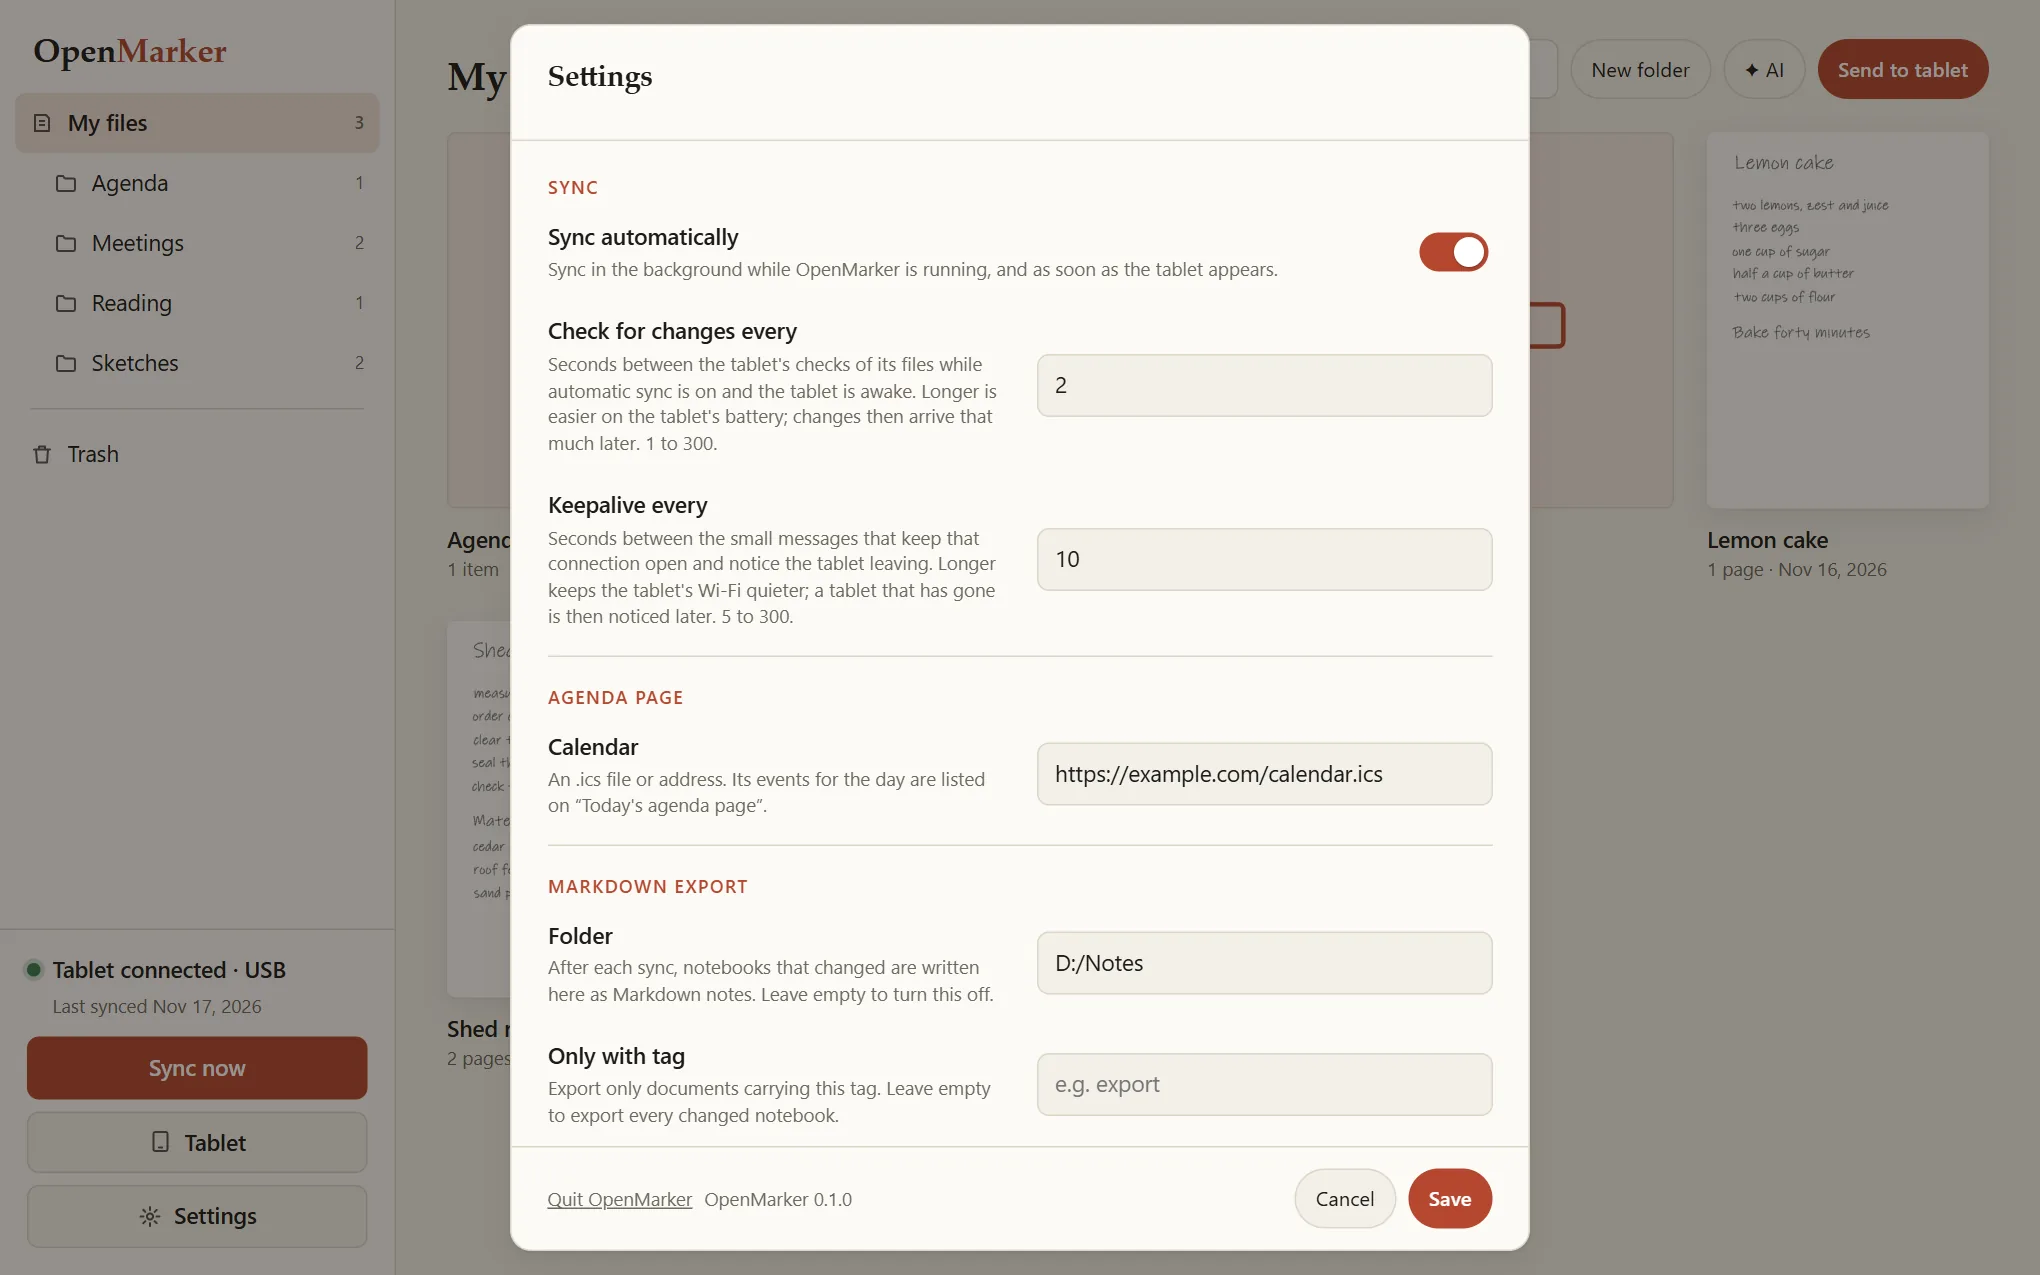 OpenMarker
My files 3
Agenda 1
Meetings 2
Reading 1
Sketches 2
Trash
Tablet connected · USB
Last synced Nov 17, 2026
Sync now
Tablet
Settings
My
New folder
✦ AI
Send to tablet
1 item
Lemon cake
two lemons, zest and juice
three eggs
one cup of sugar
half a cup of butter
two cups of flour
Bake forty minutes
Lemon cake
1 page · Nov 16, 2026
order
clear
seal
check
cedar
roof
sand
Shed
2 pages
Settings
SYNC
Sync automatically
Sync in the background while OpenMarker is running, and as soon as the tablet appears.
Check for changes every
Seconds between the tablet's checks of its files while
automatic sync is on and the tablet is awake. Longer is
easier on the tablet's battery; changes then arrive that
much later. 1 to 300.
2
Keepalive every
Seconds between the small messages that keep that
connection open and notice the tablet leaving. Longer
keeps the tablet's Wi-Fi quieter; a tablet that has gone
is then noticed later. 5 to 300.
10
AGENDA PAGE
Calendar
An .ics file or address. Its events for the day are listed
on “Today's agenda page”.
https://example.com/calendar.ics
MARKDOWN EXPORT
Folder
After each sync, notebooks that changed are written
here as Markdown notes. Leave empty to turn this off.
D:/Notes
Only with tag
Export only documents carrying this tag. Leave empty
to export every changed notebook.
e.g. export
Quit OpenMarker OpenMarker 0.1.0
Cancel
Save